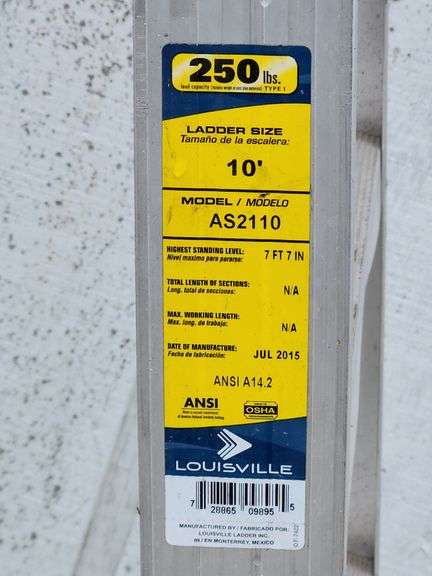 250 lbs.
TYPE I
LADDER SIZE
Tamaño de la escalera:
10'
MODEL / MODELO
AS2110
HIGHEST STANDING LEVEL: 7 FT 7 IN
Nivel maximo para pararse:
TOTAL LENGTH OF SECTIONS: N/A
Long. total de secciones:
MAX. WORKING LENGTH: N/A
Max. long. de trabajo:
DATE OF MANUFACTURE: JUL 2015
Fecha de fabricación:
ANSI A14.2
ANSI
OSHA
LOUISVILLE
7 28865 09895 5
MANUFACTURED BY / FABRICADO POR:
LOUISVILLE LADDER INC.
IN / EN MONTERREY, MEXICO